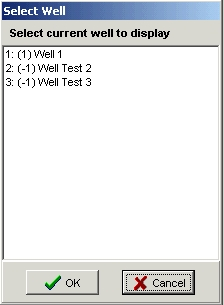 Select Well
Select current well to display
1: (1) Well 1
2: (-1) Well Test 2
3: (-1) Well Test 3
OK
Cancel